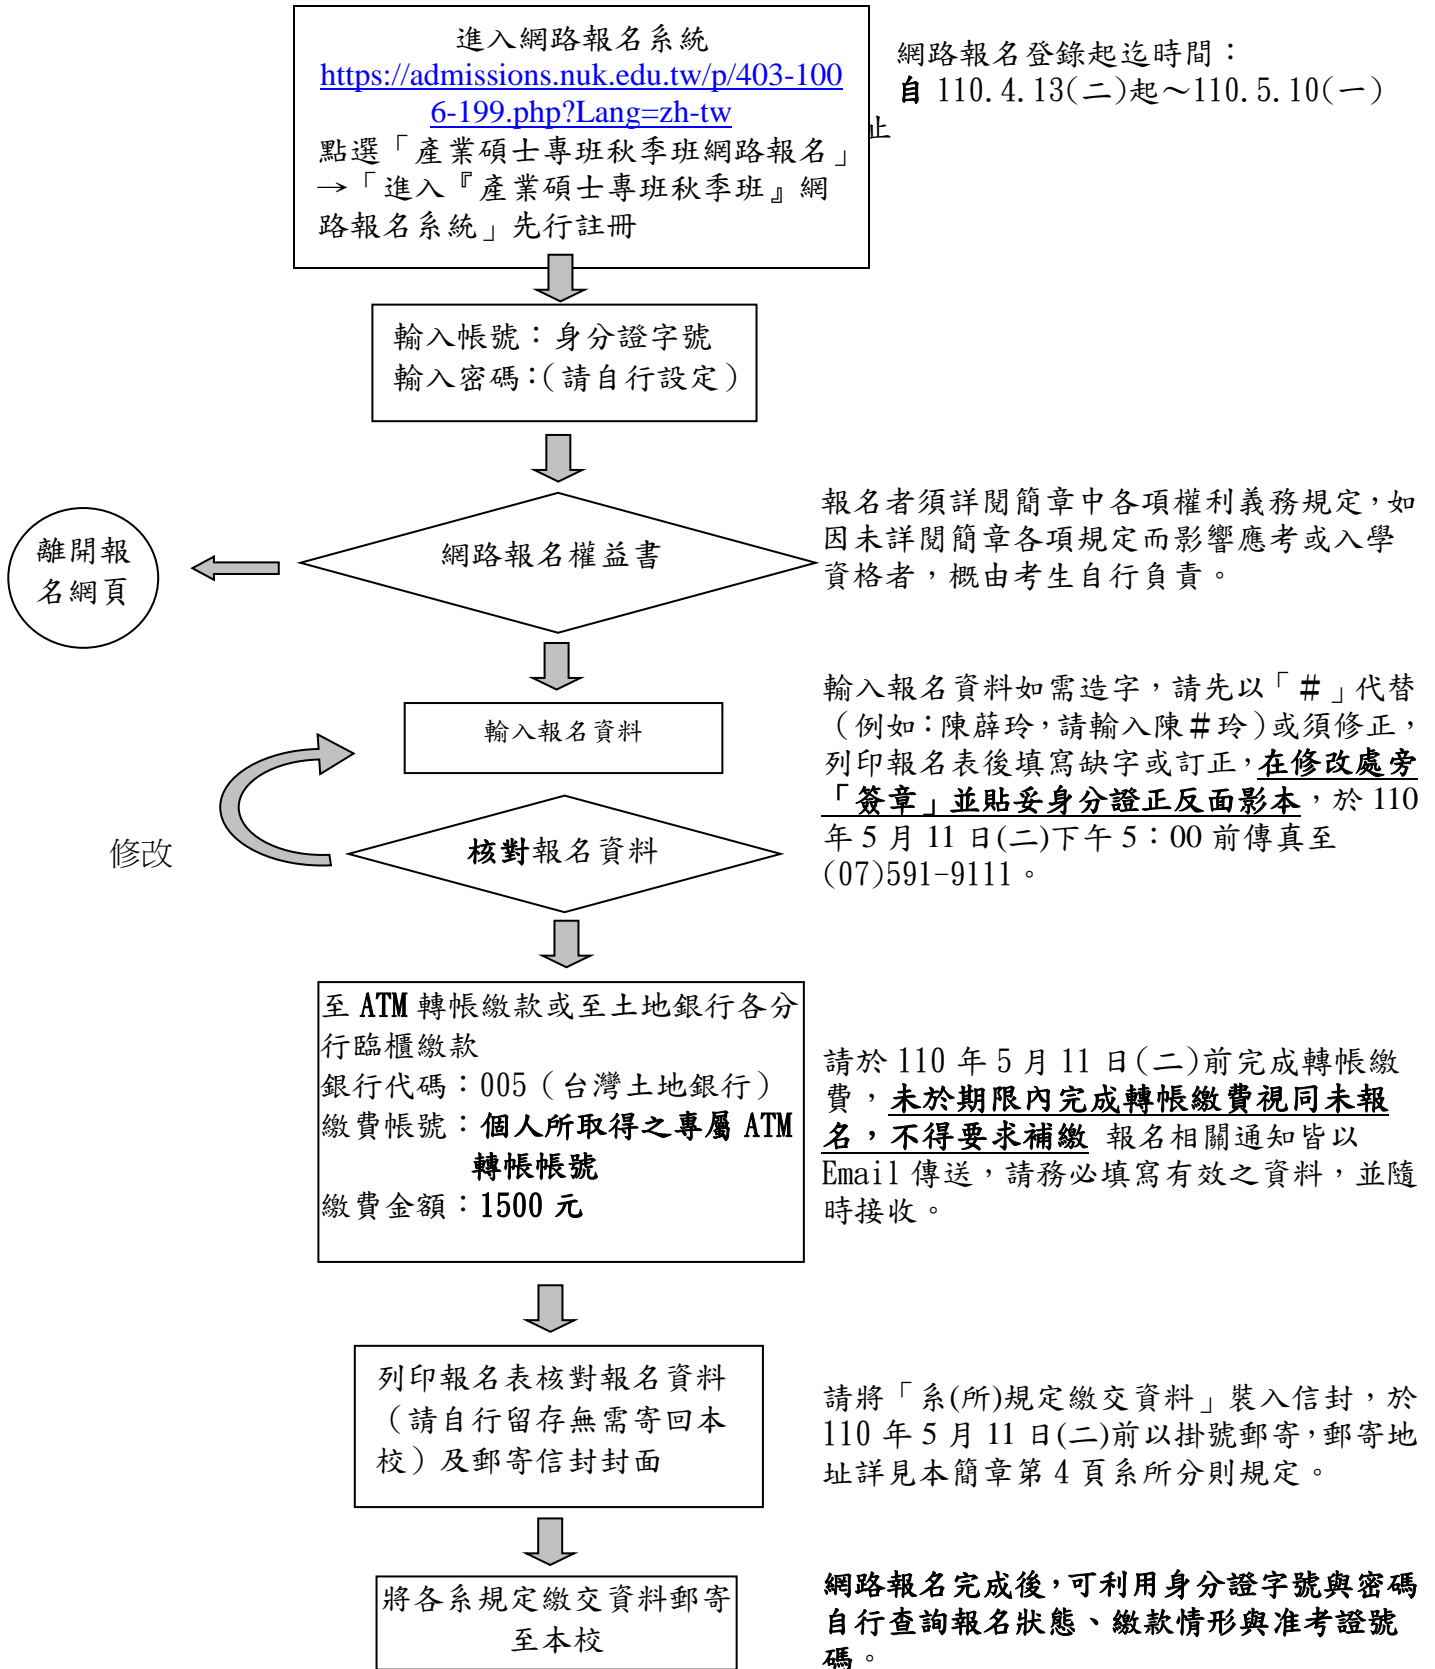 進入網路報名系統
https://admissions.nuk.edu.tw/p/403-100
6-199.php?Lang=zh-tw
點選「產業碩士專班秋季班網路報名」
→「進入『產業碩士專班秋季班』網
路報名系統」先行註冊
網路報名登錄起迄時間：
自 110.4.13(二)起～110.5.10(一)
止
輸入帳號：身分證字號
輸入密碼：（請自行設定）
離開報
名網頁
網路報名權益書
報名者須詳閱簡章中各項權利義務規定，如
因未詳閱簡章各項規定而影響應考或入學
資格者，概由考生自行負責。
輸入報名資料
輸入報名資料如需造字，請先以「＃」代替
（例如：陳薛玲，請輸入陳＃玲）或須修正，
列印報名表後填寫缺字或訂正，在修改處旁
「簽章」並貼妥身分證正反面影本，於 110
年 5 月 11 日(二)下午 5：00 前傳真至
(07)591-9111。
修改
核對報名資料
至 ATM 轉帳繳款或至土地銀行各分
行臨櫃繳款
銀行代碼：005（台灣土地銀行）
繳費帳號：個人所取得之專屬 ATM
轉帳帳號
繳費金額：1500 元
請於 110 年 5 月 11 日(二)前完成轉帳繳
費，未於期限內完成轉帳繳費視同未報
名，不得要求補繳 報名相關通知皆以
Email 傳送，請務必填寫有效之資料，並隨
時接收。
列印報名表核對報名資料
（請自行留存無需寄回本
校）及郵寄信封封面
請將「系(所)規定繳交資料」裝入信封，於
110 年 5 月 11 日(二)前以掛號郵寄，郵寄地
址詳見本簡章第 4 頁系所分則規定。
將各系規定繳交資料郵寄
至本校
網路報名完成後，可利用身分證字號與密碼
自行查詢報名狀態、繳款情形與准考證號
碼。